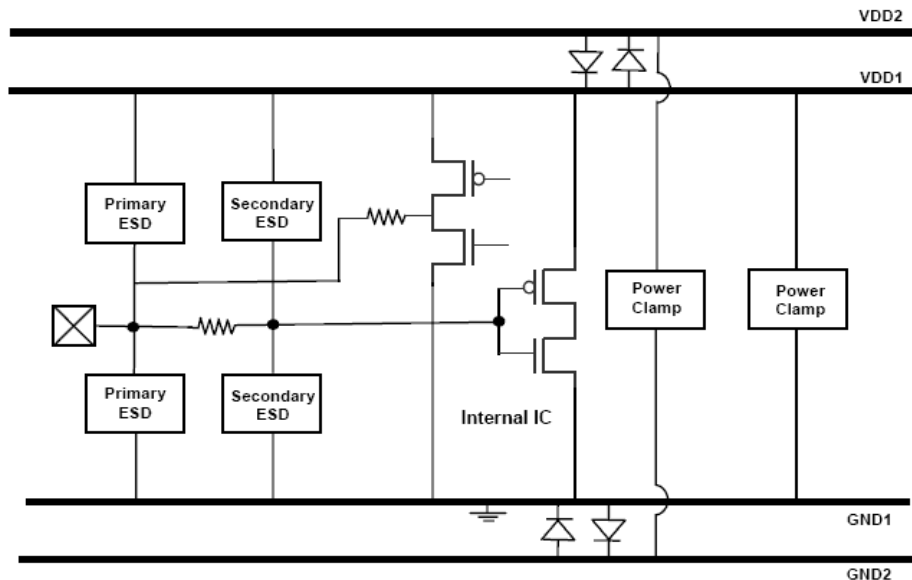 VDD2
VDD1
Primary
ESD
Secondary
ESD
Power
Clamp
Power
Clamp
Primary
ESD
Secondary
ESD
Internal IC
GND1
GND2